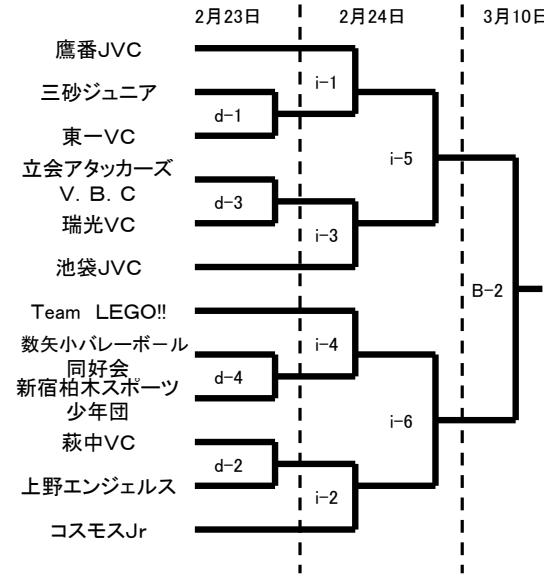 2月23日 2月24日 3月10日
鷹番JVC
i-1
三砂ジュニア
d-1
東一VC
i-5
立会アタッカーズ
V．B．C
d-3
瑞光VC
i-3
池袋JVC
B-2
Team　LEGO!!
i-4
数矢小バレーボール
同好会
d-4
新宿柏木スポーツ
少年団
i-6
萩中VC
d-2
上野エンジェルス
i-2
コスモスJr